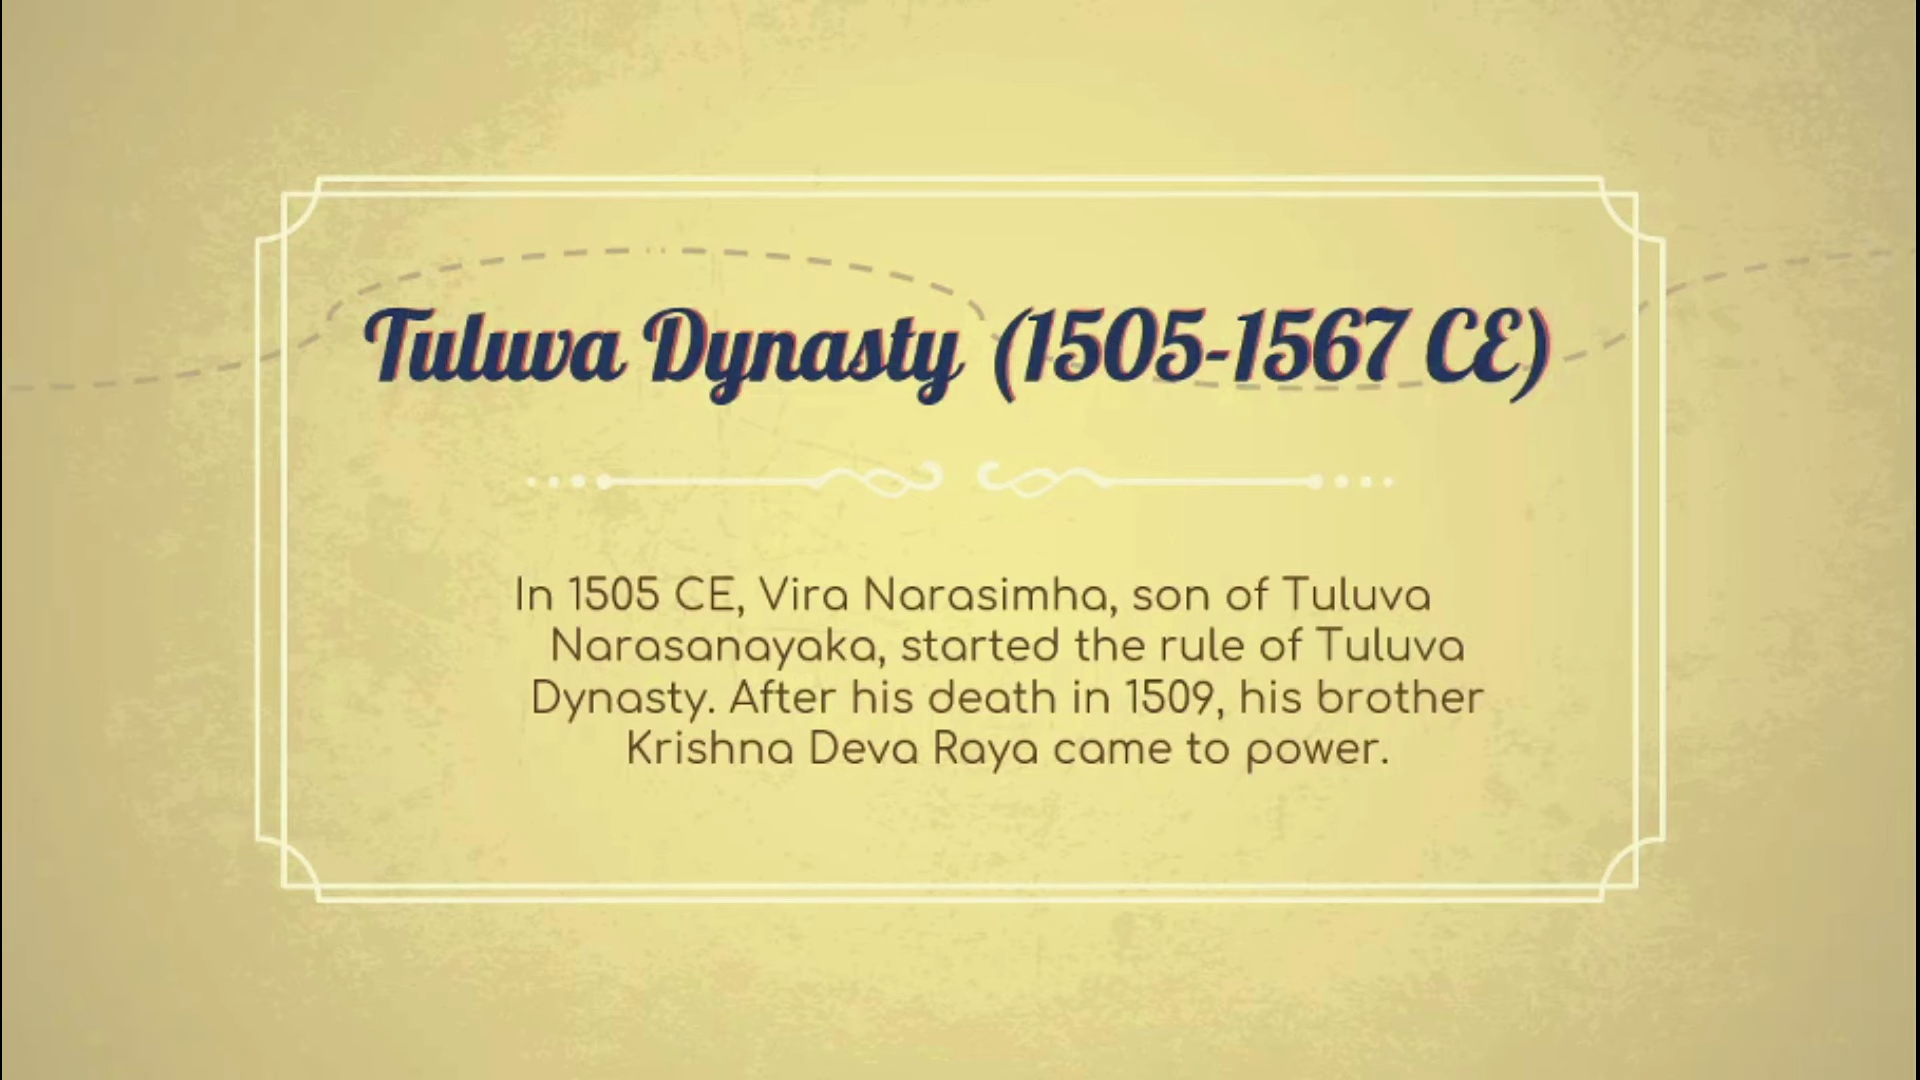 Tuluva Dynasty (1505-1567 CE)
In 1505 CE, Vira Narasimha, son of Tuluva
Narasanayaka, started the rule of Tuluva
Dynasty. After his death in 1509, his brother
Krishna Deva Raya came to power.